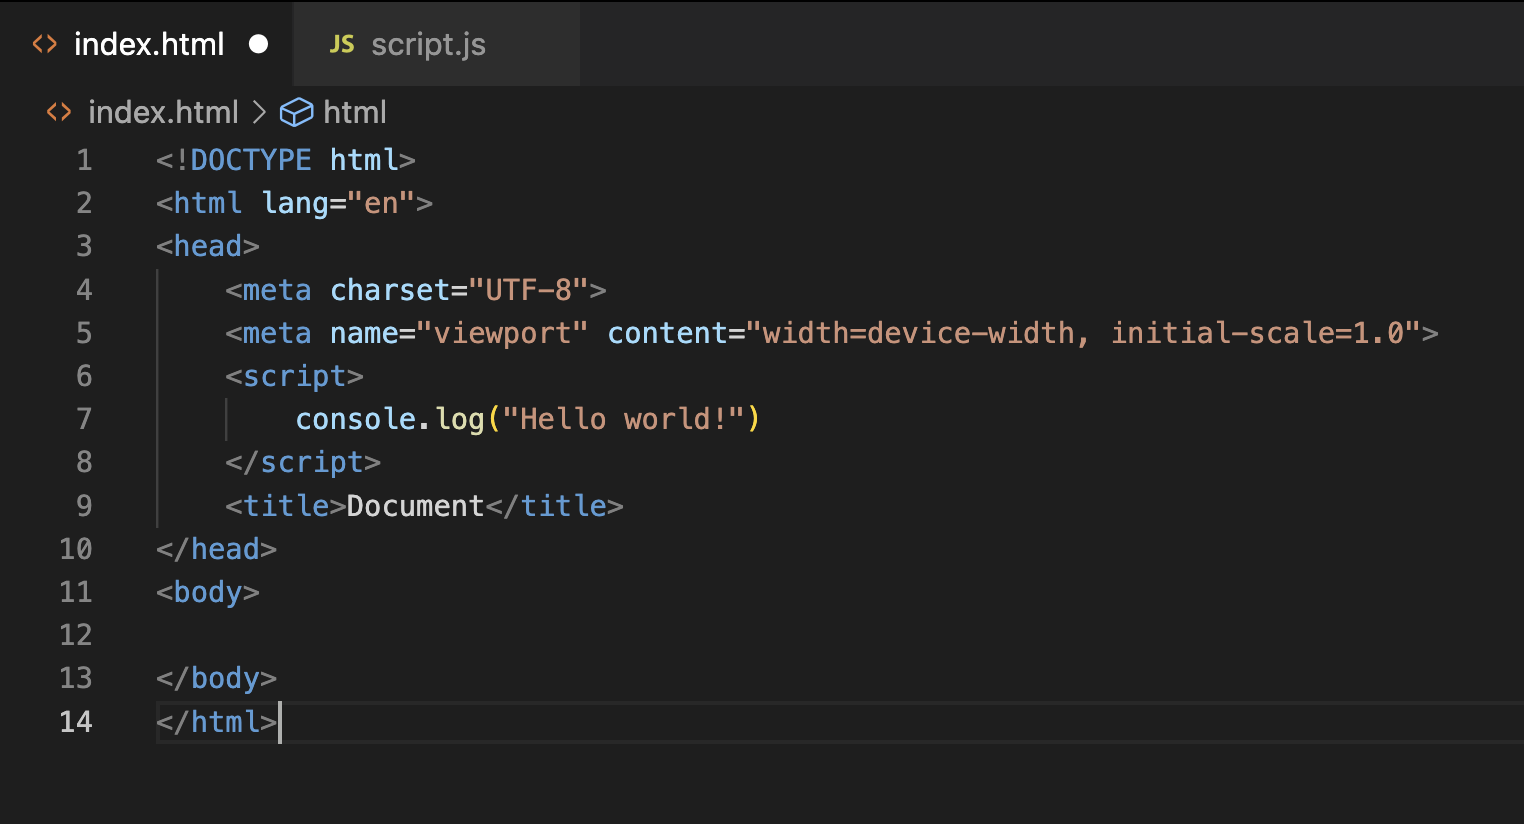 index.html
JS script.js
index.html > html
1 <!DOCTYPE html>
2 <html lang="en">
3 <head>
4     <meta charset="UTF-8">
5     <meta name="viewport" content="width=device-width, initial-scale=1.0">
6     <script>
7         console.log("Hello world!")
8     </script>
9     <title>Document</title>
10 </head>
11 <body>
12
13 </body>
14 </html>